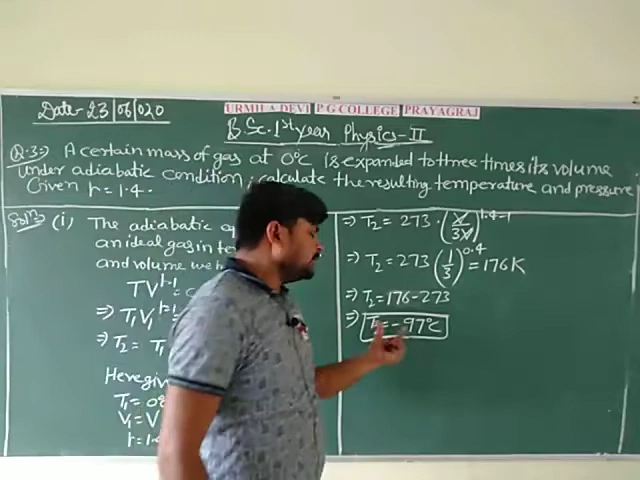 Date- 23/06/020
URMILA DEVI P G COLLEGE PRAYAGRAJ
B.Sc. 1st year Physics-II
Q.3:- A certain mass of gas at 0°C is expanded to three times its volume
under adiabatic condition, calculate the resulting temperature and pressure
Given r = 1.4.
Soln (i) The adiabatic
an ideal gas in
and volume we
TV^r-1 =
⇒ T₁V₁^r-1 =
⇒ T₂ = T₁
Here
T₁ = 0°
V₁ = V
r = 1.
⇒ T₂ = 273 · (V/3V)^1.4-1
⇒ T₂ = 273 (1/3)^0.4 = 176K
⇒ T₂ = 176-273
⇒ T₂ = -97°C